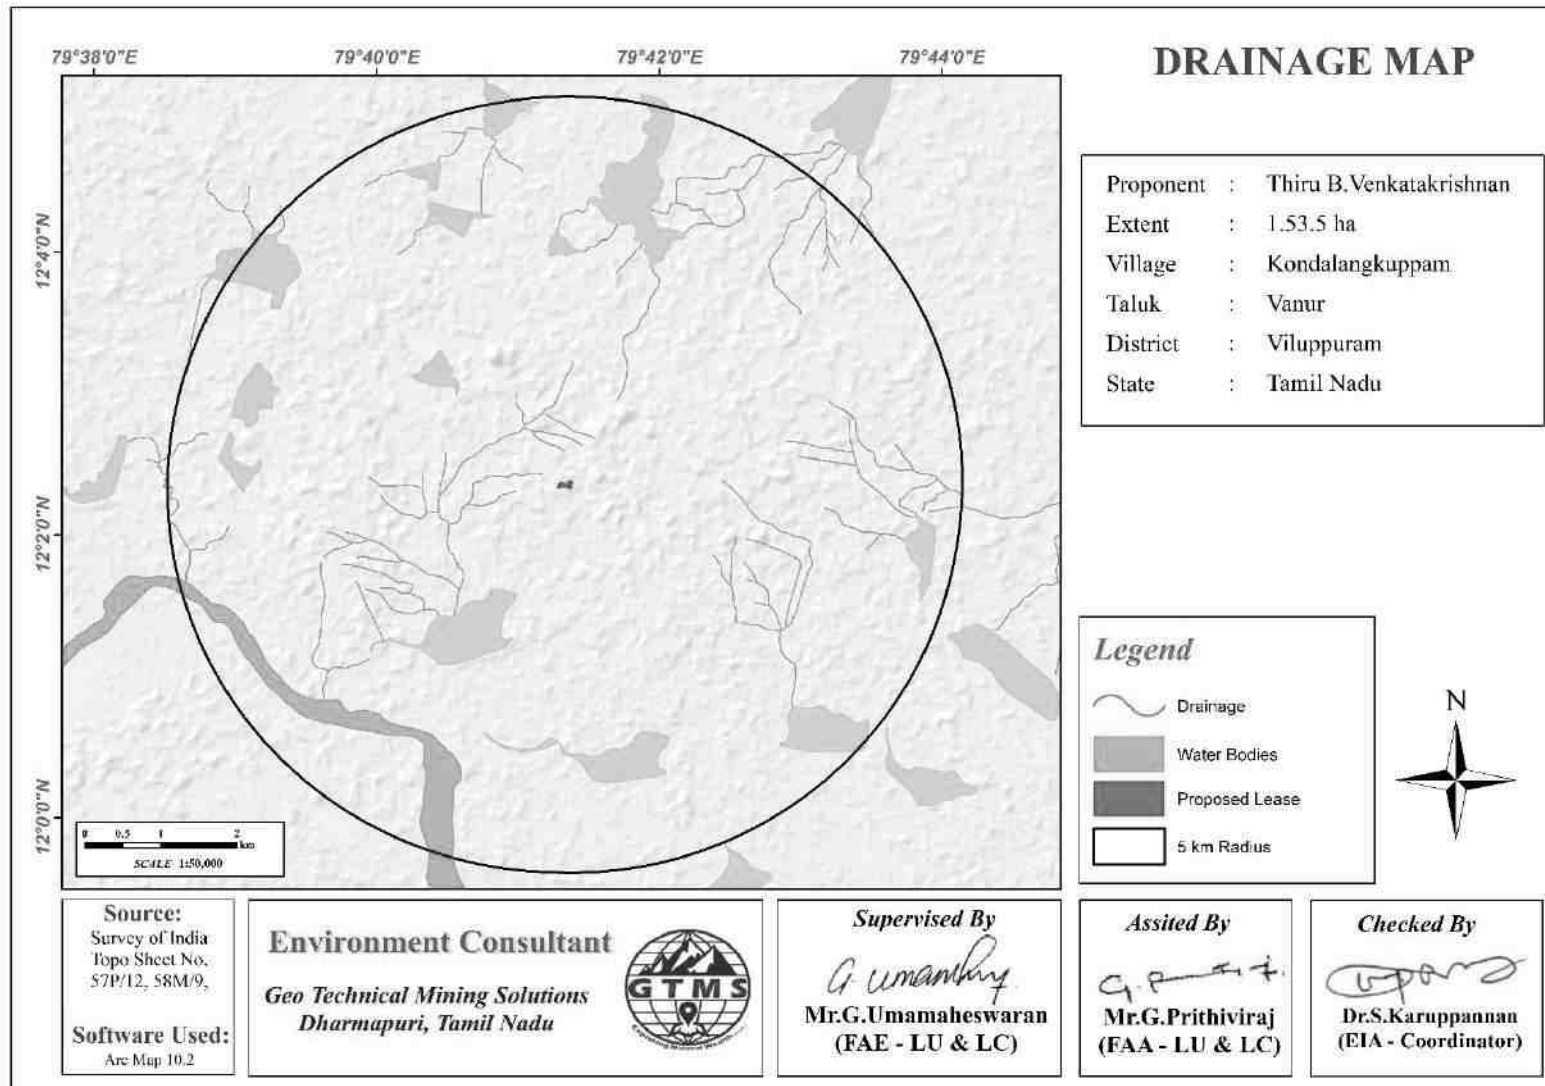 DRAINAGE MAP
79°38'0"E
79°40'0"E
79°42'0"E
79°44'0"E
12°4'0"N
12°2'0"N
12°0'0"N
Proponent : Thiru B.Venkatakrishnan
Extent : 1.53.5 ha
Village : Kondalangkuppam
Taluk : Vanur
District : Viluppuram
State : Tamil Nadu
Legend
Drainage
Water Bodies
Proposed Lease
5 km Radius
N
0 0.5 1 2
km
SCALE 1:50,000
Source:
Survey of India
Topo Sheet No.
57P/12, 58M/9,
Software Used:
Arc Map 10.2
Environment Consultant
Geo Technical Mining Solutions
Dharmapuri, Tamil Nadu
GTMS
Supervised By
G. Umamhy
Mr.G.Umamaheswaran
(FAE - LU & LC)
Assited By
Mr.G.Prithiviraj
(FAA - LU & LC)
Checked By
Dr.S.Karuppannan
(EIA - Coordinator)